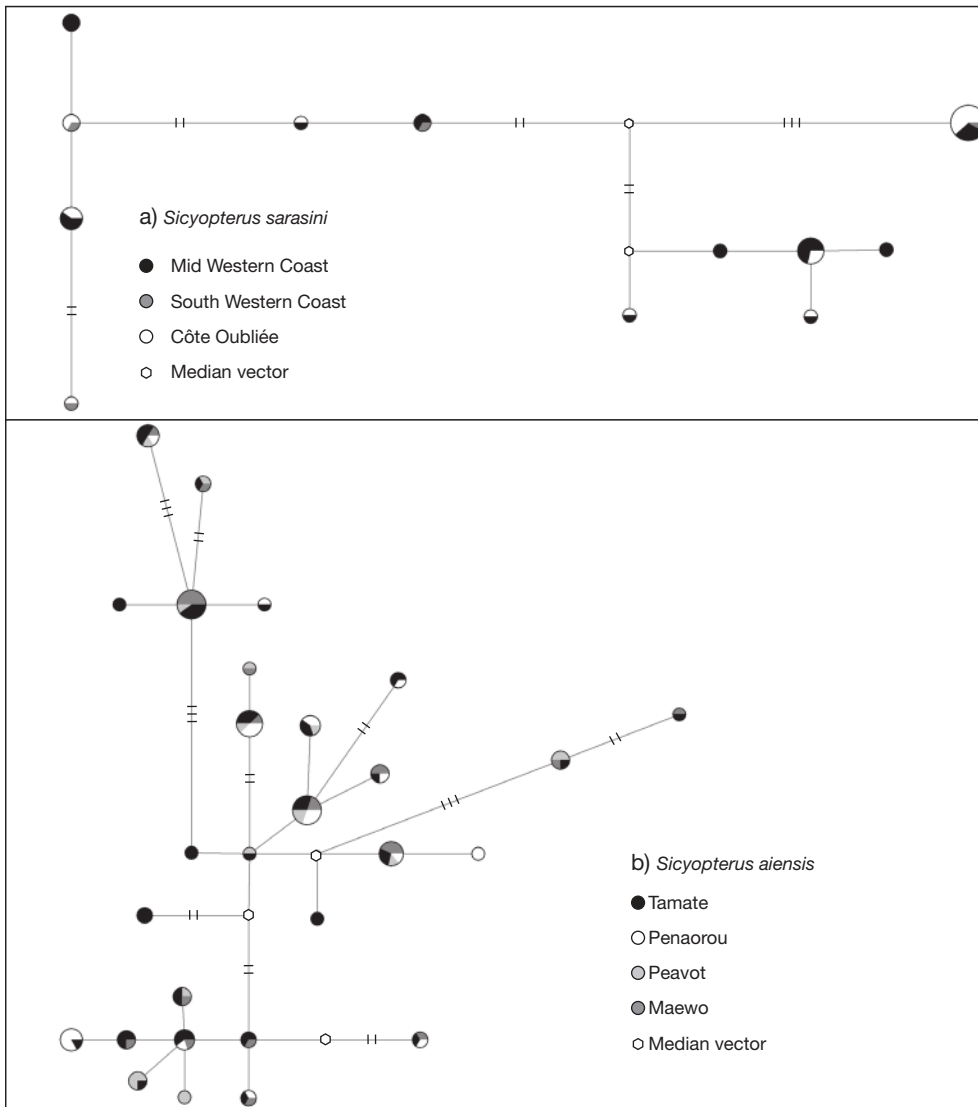 a) Sicyopterus sarasini
Mid Western Coast
South Western Coast
Côte Oubliée
Median vector
b) Sicyopterus aiensis
Tamate
Penaorou
Peavot
Maewo
Median vector